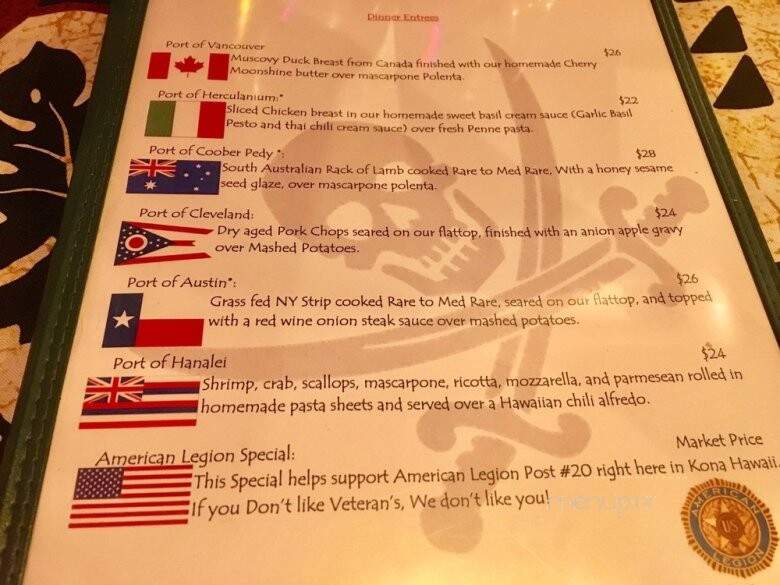 Dinner Entrees
Port of Vancouver
$26
Muscovy Duck Breast from Canada finished with our homemade Cherry
Moonshine butter over mascarpone Polenta.
Port of Herculanium:*
$22
Sliced Chicken breast in our homemade sweet basil cream sauce (Garlic Basil
Pesto and thai chili cream sauce) over fresh Penne pasta.
Port of Coober Pedy *:
$28
South Australian Rack of Lamb cooked Rare to Med Rare, With a honey sesame
seed glaze, over mascarpone polenta.
Port of Cleveland:
$24
Dry aged Pork Chops seared on our flattop, finished with an anion apple gravy
over Mashed Potatoes.
Port of Austin*:
$26
Grass fed NY Strip cooked Rare to Med Rare, seared on our flattop, and topped
with a red wine onion steak sauce over mashed potatoes.
Port of Hanalei
$24
Shrimp, crab, scallops, mascarpone, ricotta, mozzarella, and parmesean rolled in
homemade pasta sheets and served over a Hawaiian chili alfredo.
American Legion Special:
Market Price
This Special helps support American Legion Post #20 right here in Kona Hawaii.
If you Don't like Veteran's, We don't like you!
menupix
AMERICAN
US
LEGION